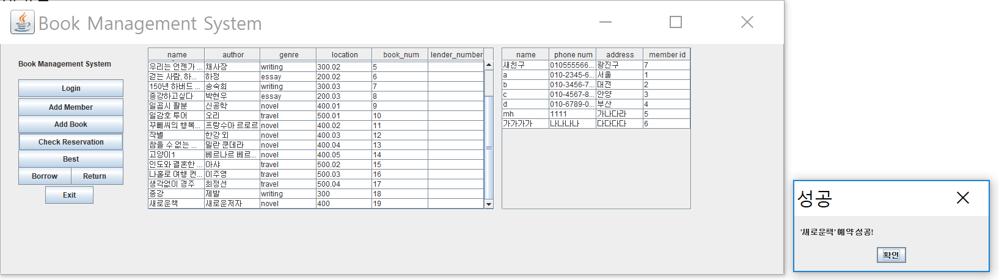 Book Management System
Book Management System
Login
Add Member
Add Book
Check Reservation
Best
Borrow Return
Exit
name author genre location book_num lender_number
우리는 언젠가 ... 채사장 writing 300.02 5
걷는 사람, 하... 하정 essay 200.02 6
150년 하버드 ... 송숙희 writing 300.03 7
종강하고싶다 박현우 essay 200.03 8
일곱시 팔분 신공학 novel 400.01 9
일감호 투어 오리 travel 500.01 10
꾸뻬씨의 행복... 프랑수아 르로르 novel 400.02 11
작별 한강 외 novel 400.03 12
참을 수 없는 ... 밀란 쿤데라 novel 400.04 13
고양이1 베르나르 베르... novel 400.05 14
인도와 결혼한 ... 아샤 travel 500.02 15
나홀로 여행 컨... 이주영 travel 500.03 16
생각없이 경주 최정선 travel 500.04 17
종강 제발 writing 300 18
새로운책 새로운저자 novel 400 19
name phone num address member id
새친구 010555566... 광진구 7
a 010-2345-6... 서울 1
b 010-3456-7... 대전 2
c 010-4567-8... 안양 3
d 010-6789-0... 부산 4
mh 1111 가나다라 5
가가가가 나나나나 다다다다 6
성공
'새로운책' 예약 성공!
확인